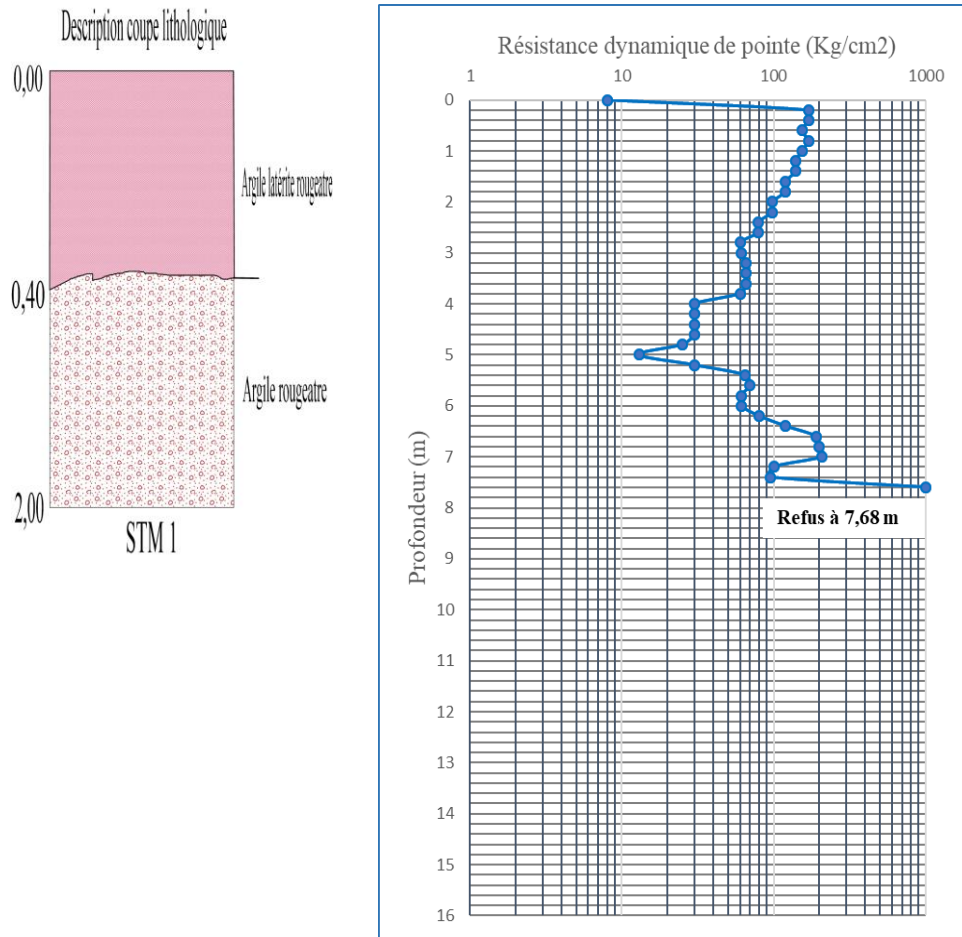 Description coupe lithologique
0,00
Argile latérite rougeatre
0,40
Argile rougeatre
2,00
STM 1
Résistance dynamique de pointe (Kg/cm2)
1 10 100 1000
Profondeur (m)
0
1
2
3
4
5
6
7
8
9
10
11
12
13
14
15
16
Refus à 7,68 m